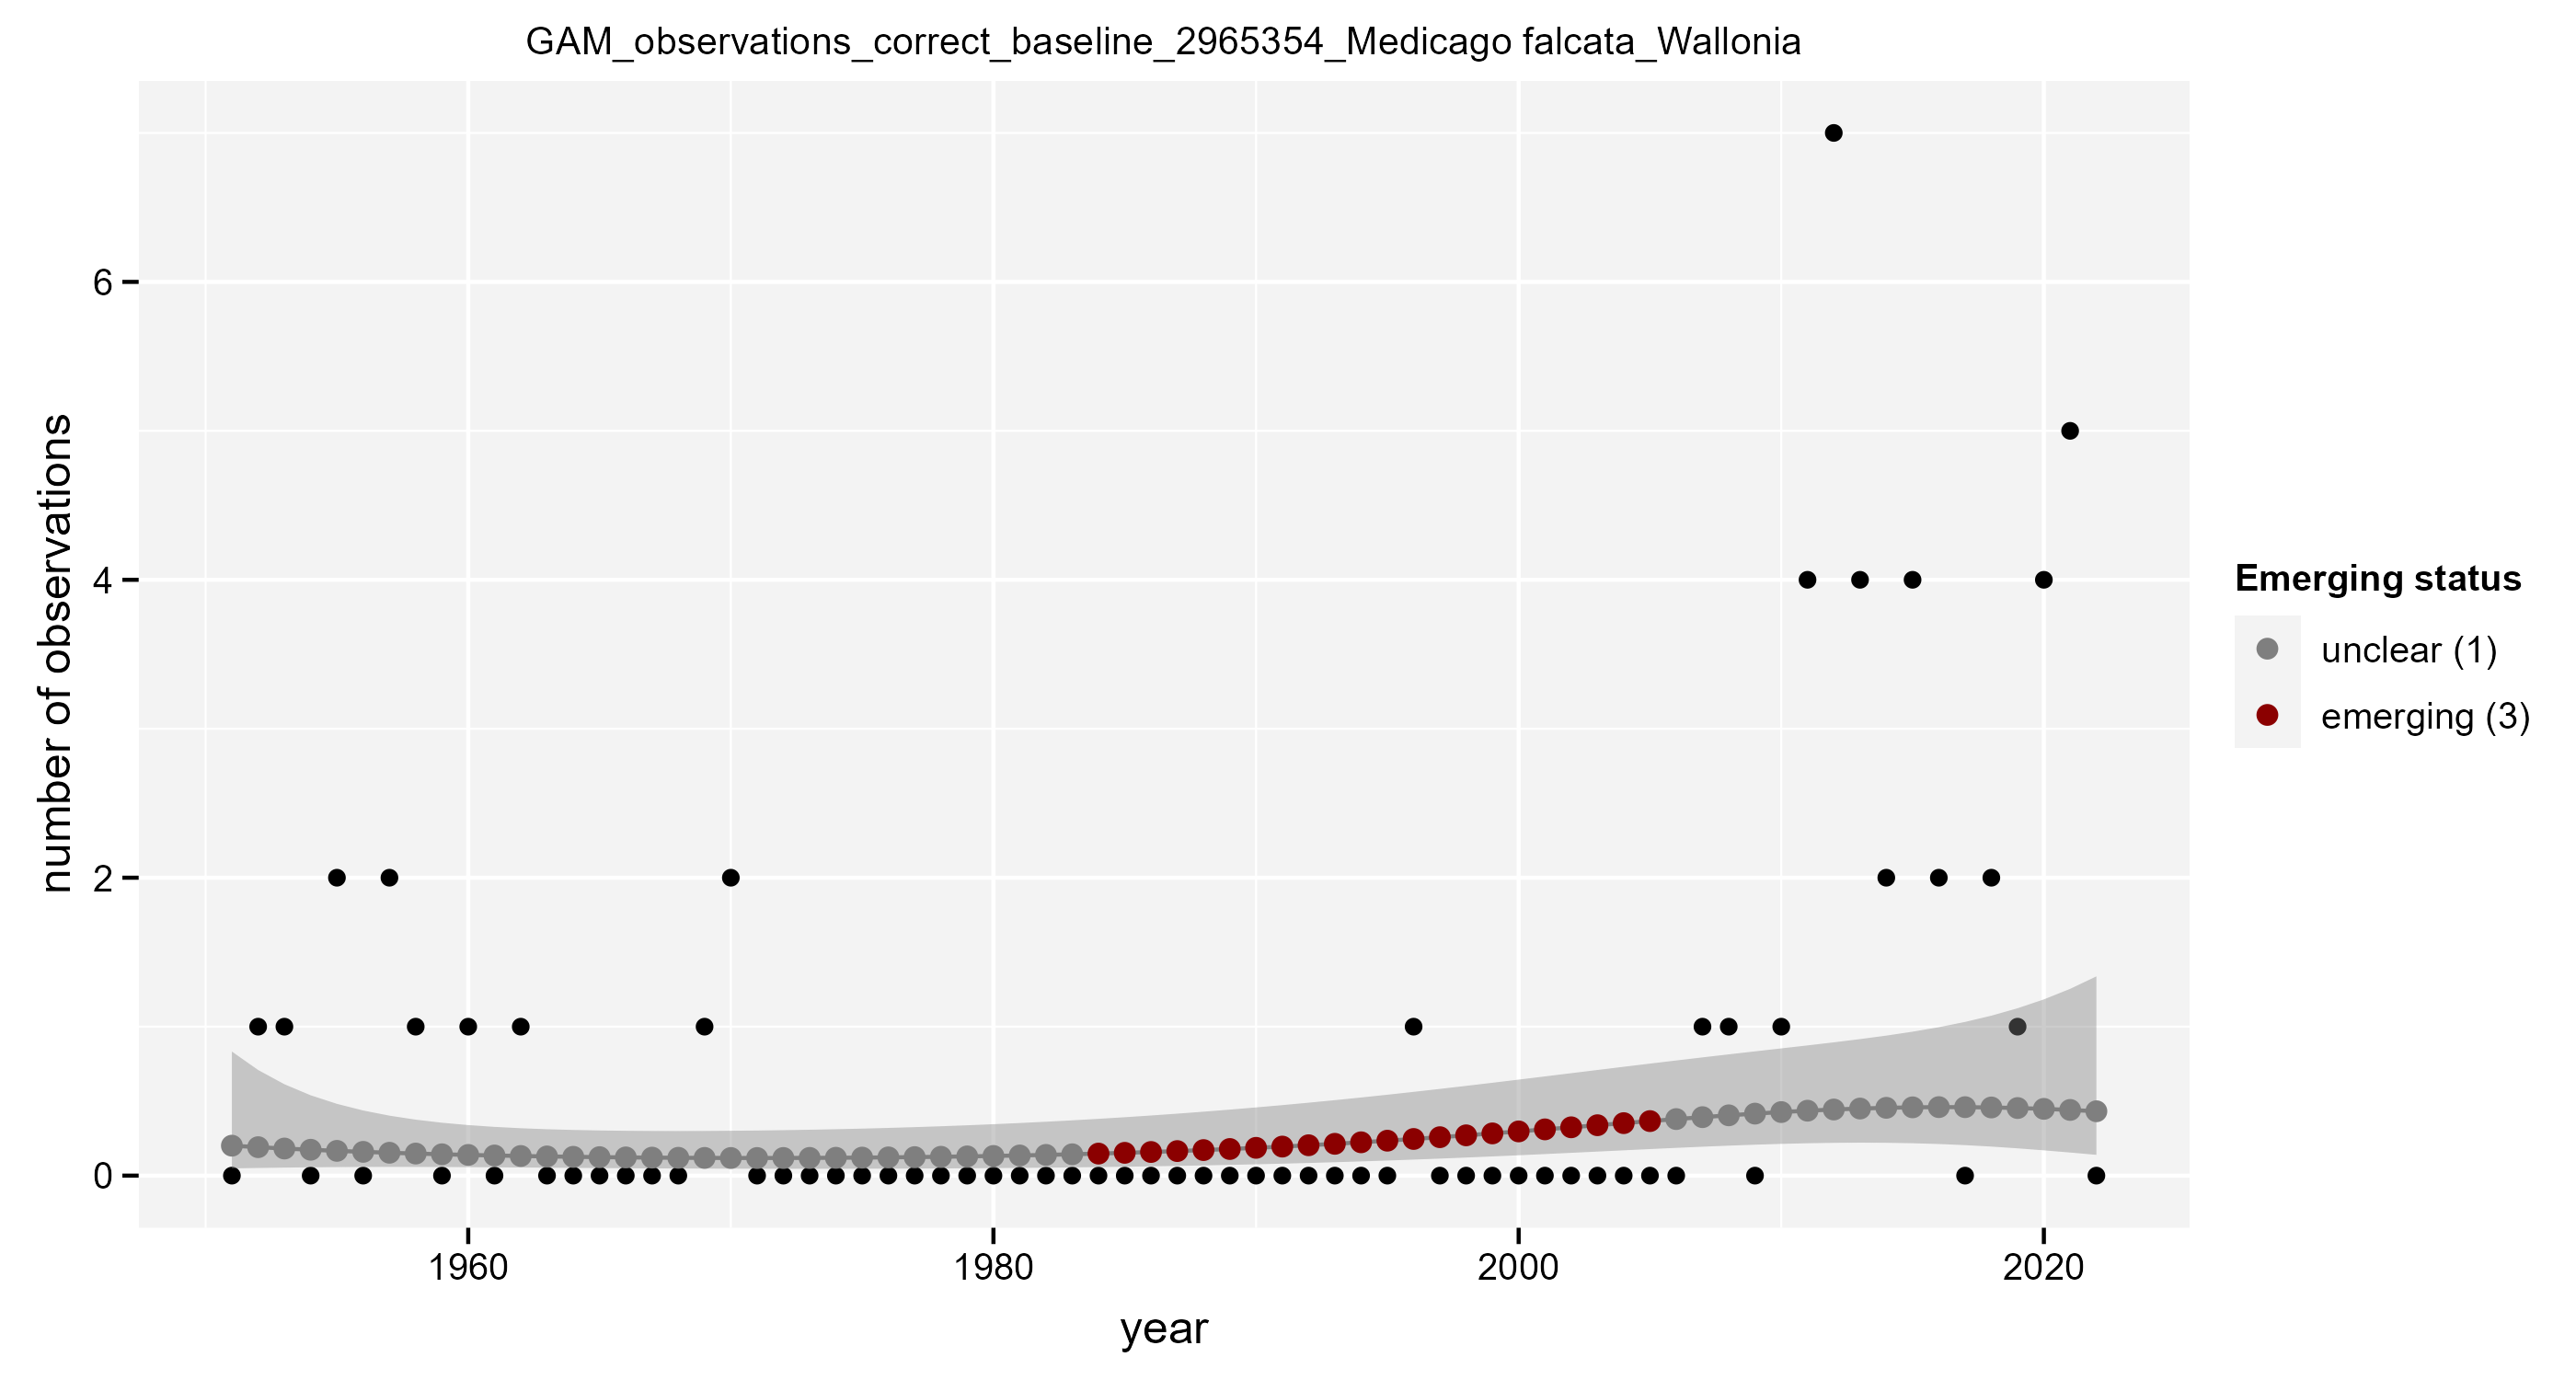 GAM_observations_correct_baseline_2965354_Medicago falcata_Wallonia
number of observations
6
4
2
0
1960
1980
2000
2020
year
Emerging status
unclear (1)
emerging (3)